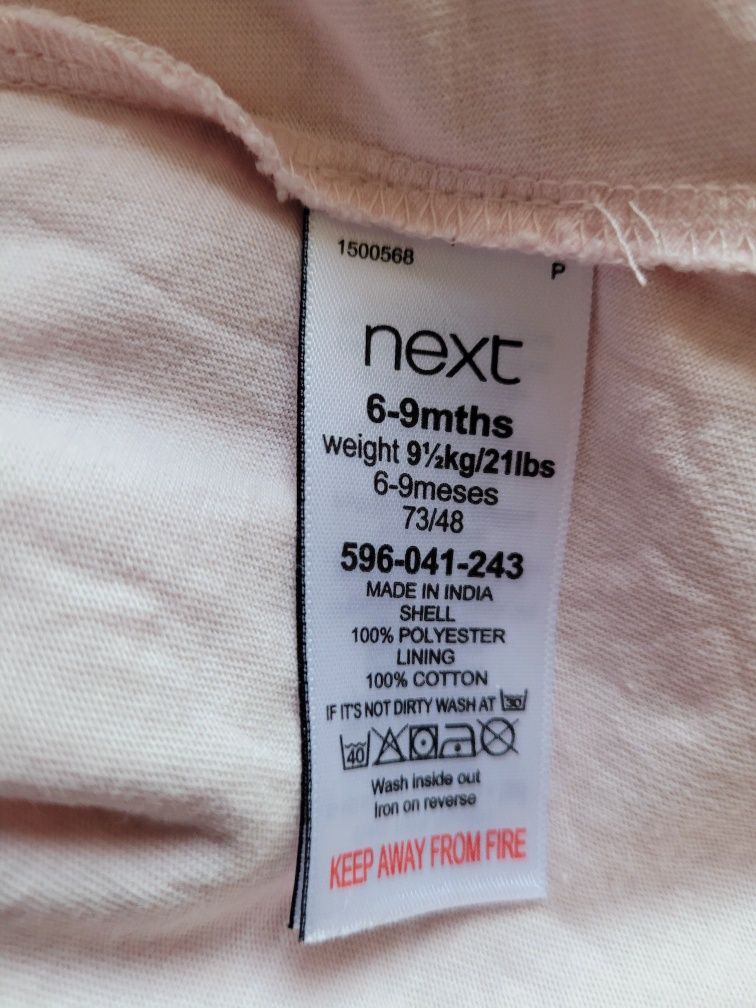 1500568
P
next
6-9mths
weight 9½kg/21lbs
6-9meses
73/48
596-041-243
MADE IN INDIA
SHELL
100% POLYESTER
LINING
100% COTTON
IF IT'S NOT DIRTY WASH AT 30
40
Wash inside out
Iron on reverse
KEEP AWAY FROM FIRE